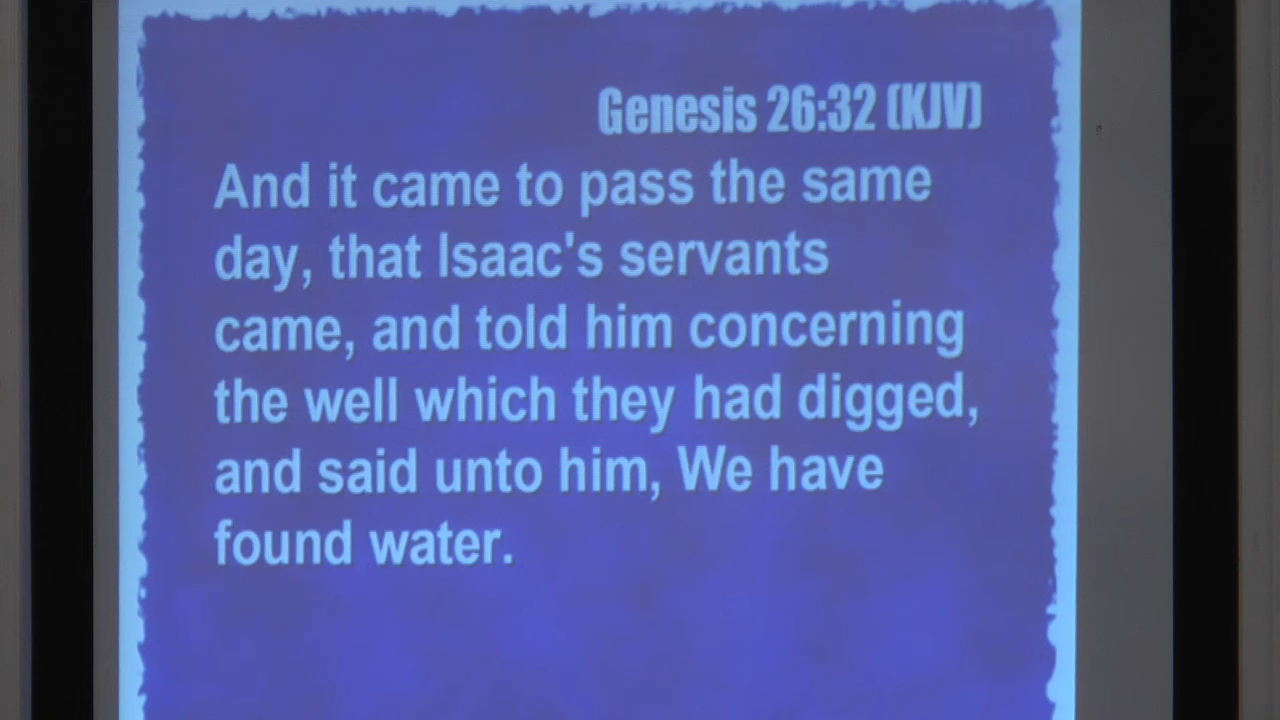 Genesis 26:32 (KJV)
And it came to pass the same
day, that Isaac's servants
came, and told him concerning
the well which they had digged,
and said unto him, We have
found water.